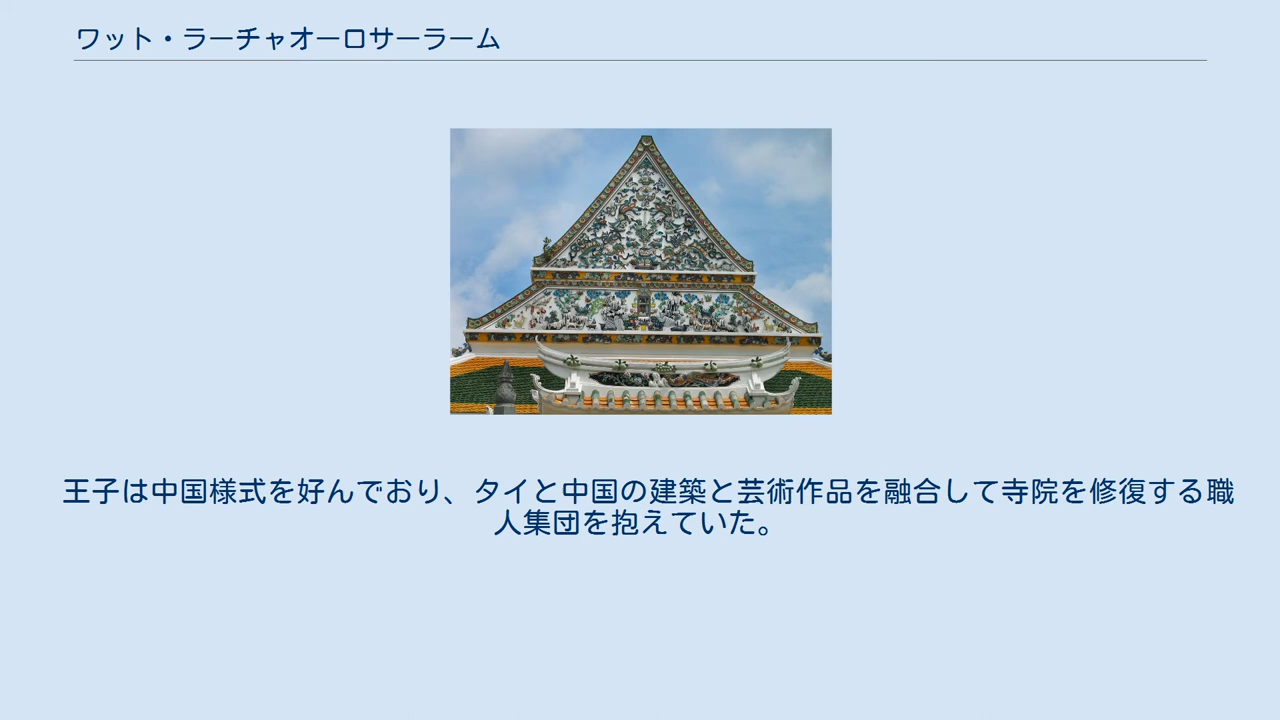 ワット・ラーチャオーロサーラーム
王子は中国様式を好んでおり、タイと中国の建築と芸術作品を融合して寺院を修復する職
人集団を抱えていた。